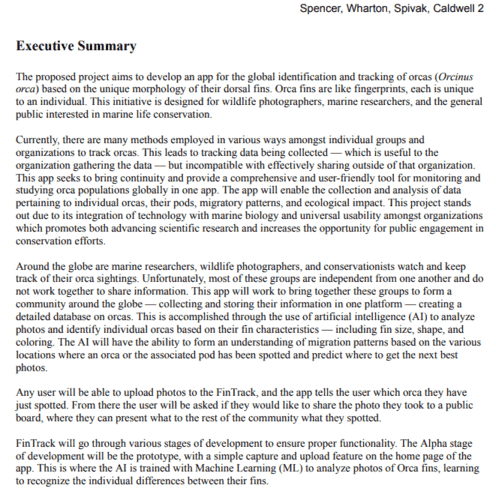 Spencer, Wharton, Spivak, Caldwell 2
Executive Summary
The proposed project aims to develop an app for the global identification and tracking of orcas (Orcinus
orca) based on the unique morphology of their dorsal fins. Orca fins are like fingerprints, each is unique
to an individual. This initiative is designed for wildlife photographers, marine researchers, and the general
public interested in marine life conservation.
Currently, there are many methods employed in various ways amongst individual groups and
organizations to track orcas. This leads to tracking data being collected — which is useful to the
organization gathering the data — but incompatible with effectively sharing outside of that organization.
This app seeks to bring continuity and provide a comprehensive and user-friendly tool for monitoring and
studying orca populations globally in one app. The app will enable the collection and analysis of data
pertaining to individual orcas, their pods, migratory patterns, and ecological impact. This project stands
out due to its integration of technology with marine biology and universal usability amongst organizations
which promotes both advancing scientific research and increases the opportunity for public engagement in
conservation efforts.
Around the globe are marine researchers, wildlife photographers, and conservationists watch and keep
track of their orca sightings. Unfortunately, most of these groups are independent from one another and do
not work together to share information. This app will work to bring together these groups to form a
community around the globe — collecting and storing their information in one platform — creating a
detailed database on orcas. This is accomplished through the use of artificial intelligence (AI) to analyze
photos and identify individual orcas based on their fin characteristics — including fin size, shape, and
coloring. The AI will have the ability to form an understanding of migration patterns based on the various
locations where an orca or the associated pod has been spotted and predict where to get the next best
photos.
Any user will be able to upload photos to the FinTrack, and the app tells the user which orca they have
just spotted. From there the user will be asked if they would like to share the photo they took to a public
board, where they can present what to the rest of the community what they spotted.
FinTrack will go through various stages of development to ensure proper functionality. The Alpha stage
of development will be the prototype, with a simple capture and upload feature on the home page of the
app. This is where the AI is trained with Machine Learning (ML) to analyze photos of Orca fins, learning
to recognize the individual differences between their fins.